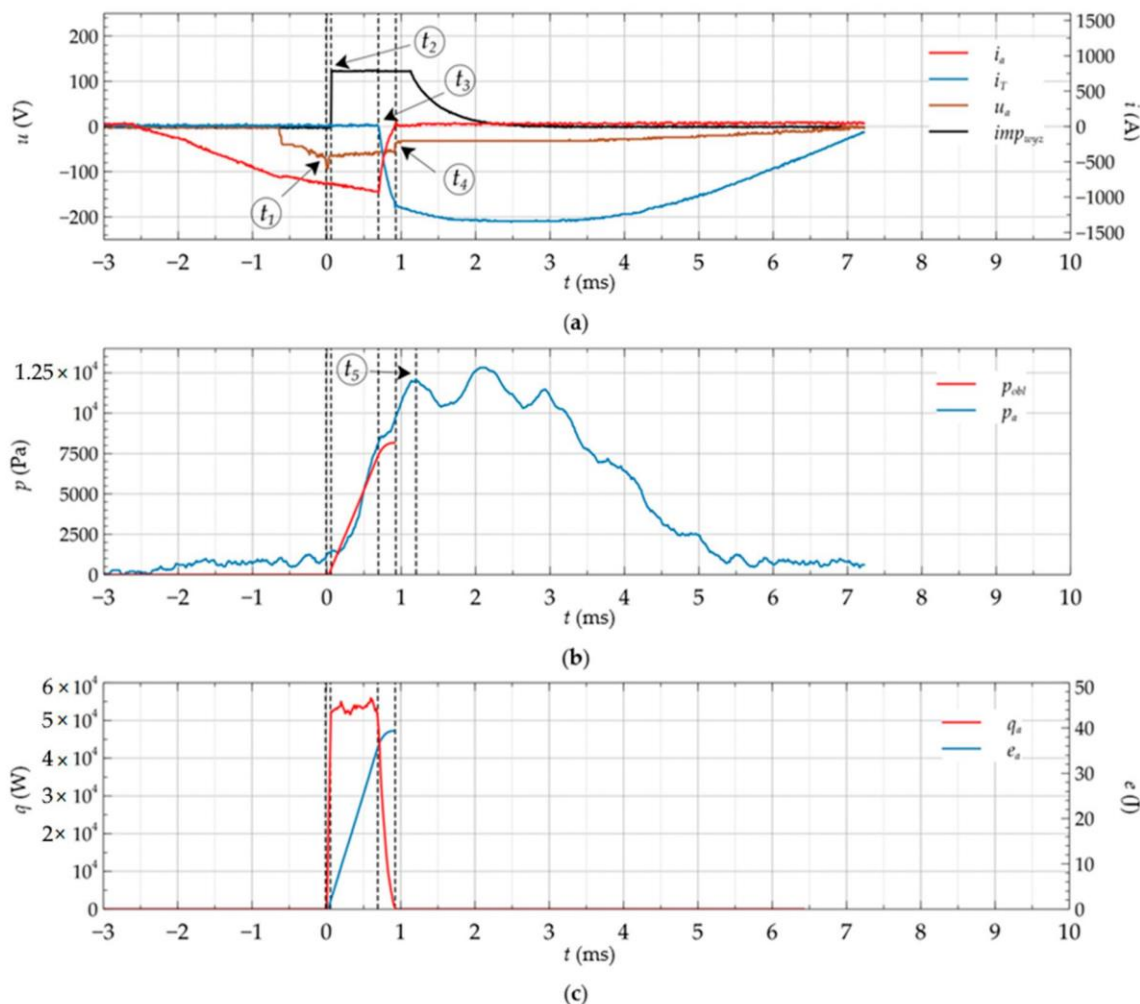 200
100
0
−100
−200
u (V)
1500
1000
500
0
−500
−1000
−1500
i (A)
t₂
t₃
t₁
t₄
iₐ
i_T
uₐ
imp_wyz
−3 −2 −1 0 1 2 3 4 5 6 7 8 9 10
t (ms)
(a)
1.25 × 10⁴
10⁴
7500
5000
2500
0
p (Pa)
t₅
p_obl
pₐ
−3 −2 −1 0 1 2 3 4 5 6 7 8 9 10
t (ms)
(b)
6 × 10⁴
5 × 10⁴
4 × 10⁴
3 × 10⁴
2 × 10⁴
10⁴
0
q (W)
50
40
30
20
10
0
e (J)
qₐ
eₐ
−3 −2 −1 0 1 2 3 4 5 6 7 8 9 10
t (ms)
(c)